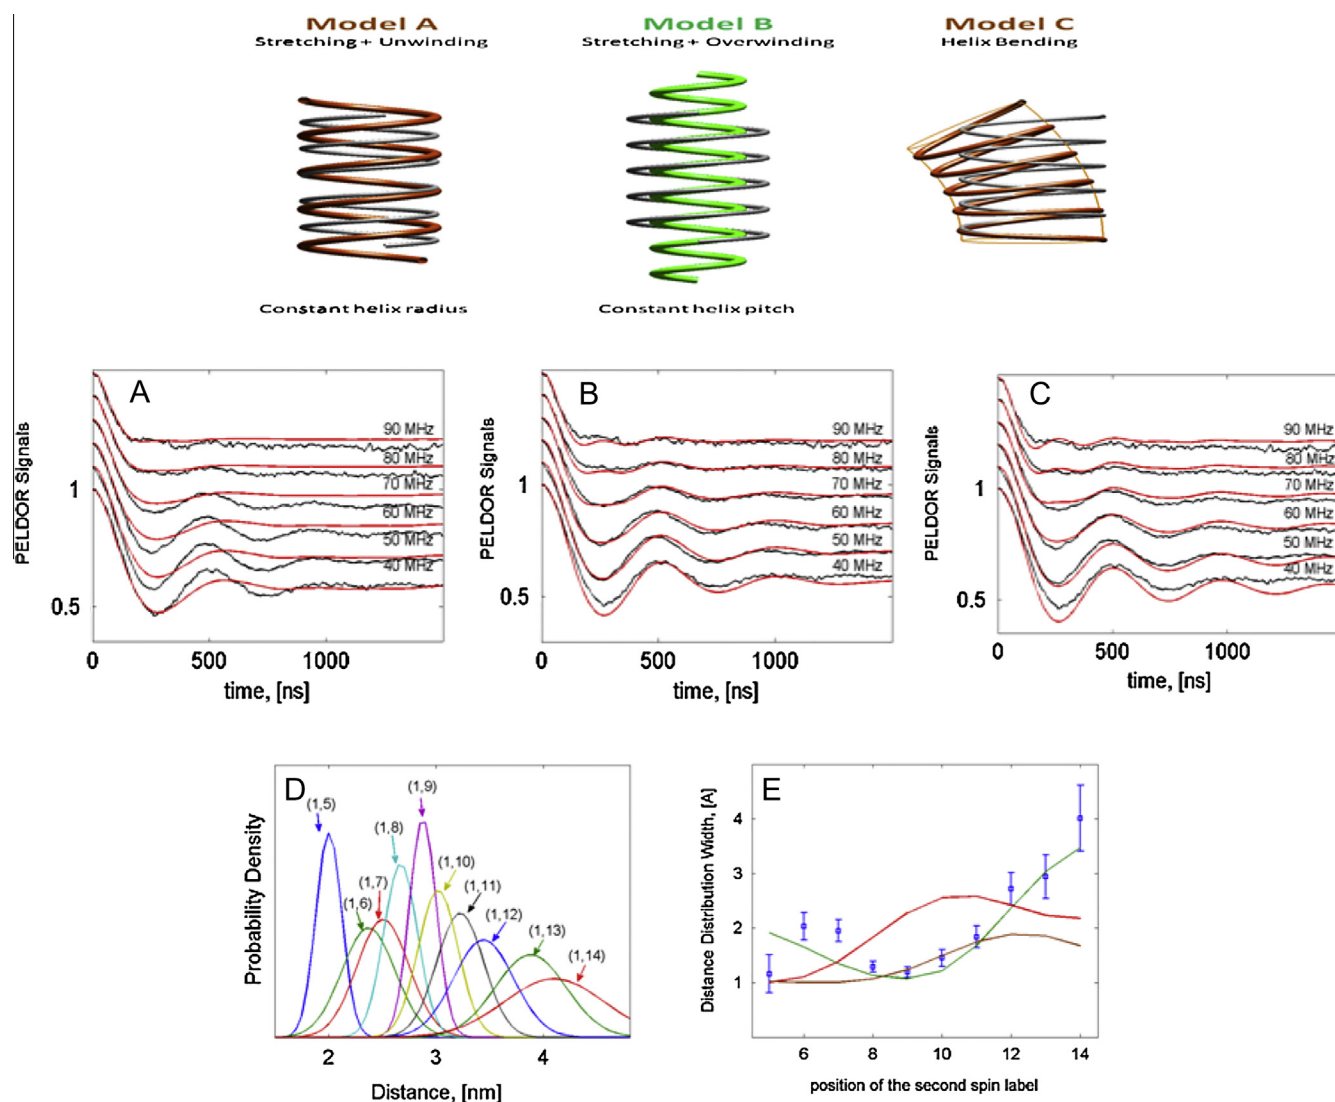 Model A
Stretching + Unwinding
Model B
Stretching + Overwinding
Model C
Helix Bending
Constant helix radius
Constant helix pitch
A
PELDOR Signals
1
0.5
90 MHz
80 MHz
70 MHz
60 MHz
50 MHz
40 MHz
0 500 1000
time, [ns]
B
PELDOR Signals
1
0.5
90 MHz
80 MHz
70 MHz
60 MHz
50 MHz
40 MHz
0 500 1000
time, [ns]
C
PELDOR Signals
1
0.5
90 MHz
80 MHz
70 MHz
60 MHz
50 MHz
40 MHz
0 500 1000
time, [ns]
D
Probability Density
(1,5)
(1,6)
(1,7)
(1,8)
(1,9)
(1,10)
(1,11)
(1,12)
(1,13)
(1,14)
2 3 4
Distance, [nm]
E
Distance Distribution Width, [A]
4
3
2
1
6 8 10 12 14
position of the second spin label